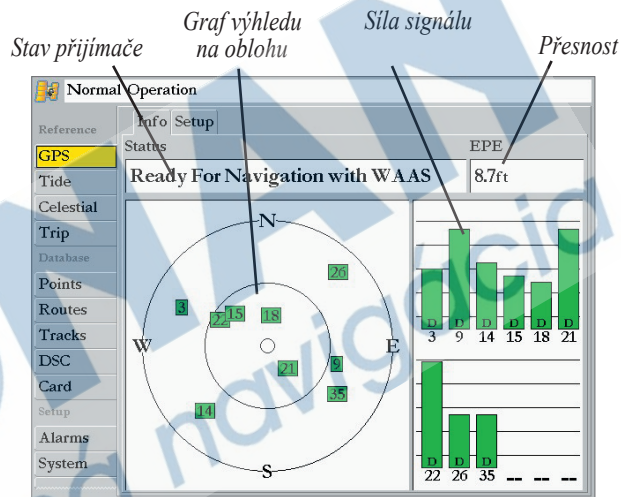 Stav přijímače
Graf výhledu
na oblohu
Síla signálu
Přesnost
Normal Operation
Reference
GPS
Tide
Celestial
Trip
Database
Points
Routes
Tracks
DSC
Card
Setup
Alarms
System
Info Setup
Status
EPE
Ready For Navigation with WAAS
8.7ft
N
26
3
22 15 18
W
E
21
9
35
14
S
D D D D D D
3 9 14 15 18 21
D D D
22 26 35 -- -- --
navigácia